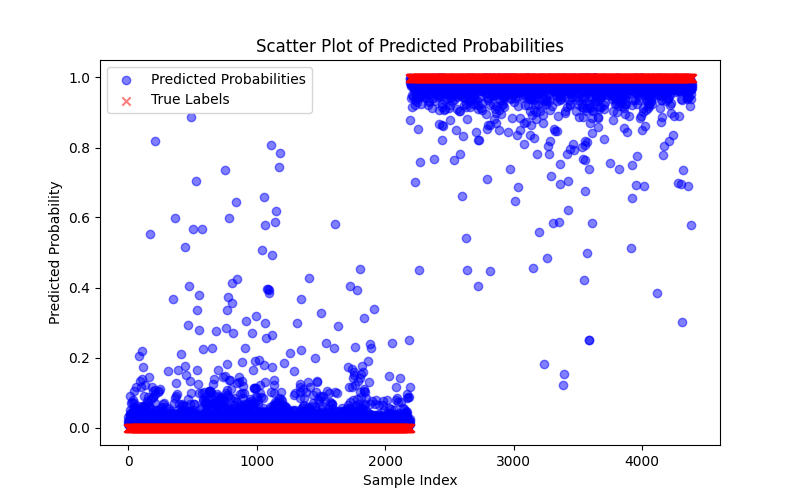 Scatter Plot of Predicted Probabilities
Predicted Probabilities
True Labels
1.0
0.8
0.6
0.4
0.2
0.0
Predicted Probability
0 1000 2000 3000 4000
Sample Index